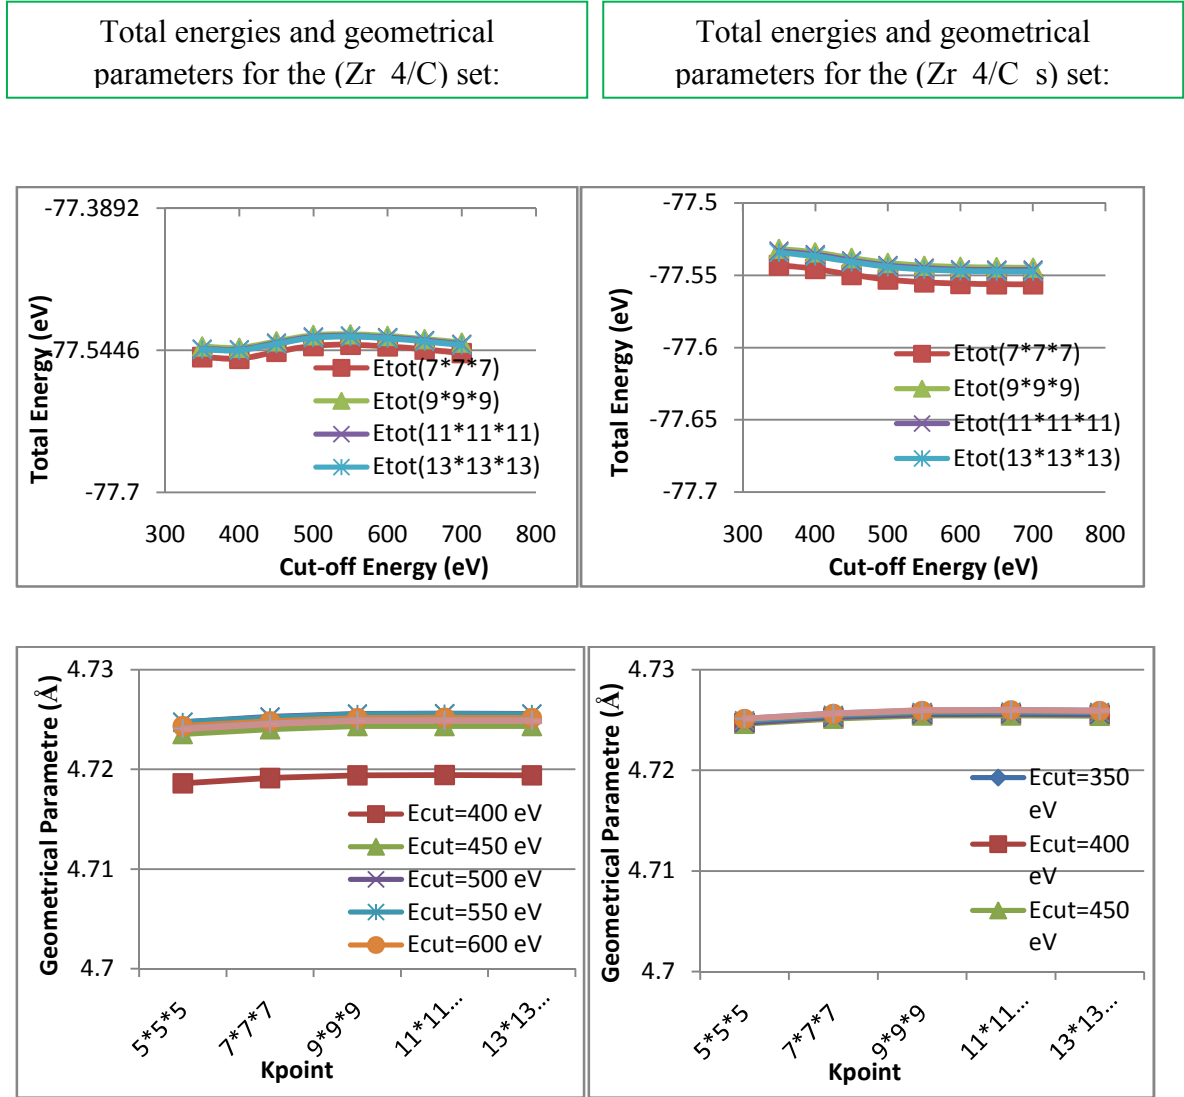 Total energies and geometrical
parameters for the (Zr 4/C) set:
Total energies and geometrical
parameters for the (Zr 4/C s) set:
-77.3892
-77.5446
-77.7
Total Energy (eV)
300 400 500 600 700 800
Cut-off Energy (eV)
Etot(7*7*7)
Etot(9*9*9)
Etot(11*11*11)
Etot(13*13*13)
-77.5
-77.55
-77.6
-77.65
-77.7
Total Energy (eV)
300 400 500 600 700 800
Cut-off Energy (eV)
Etot(7*7*7)
Etot(9*9*9)
Etot(11*11*11)
Etot(13*13*13)
4.73
4.72
4.71
4.7
Geometrical Parametre (Å)
5*5*5
7*7*7
9*9*9
11*11...
13*13...
Kpoint
Ecut=400 eV
Ecut=450 eV
Ecut=500 eV
Ecut=550 eV
Ecut=600 eV
4.73
4.72
4.71
4.7
Geometrical Parametre (Å)
5*5*5
7*7*7
9*9*9
11*11...
13*13...
Kpoint
Ecut=350
eV
Ecut=400
eV
Ecut=450
eV